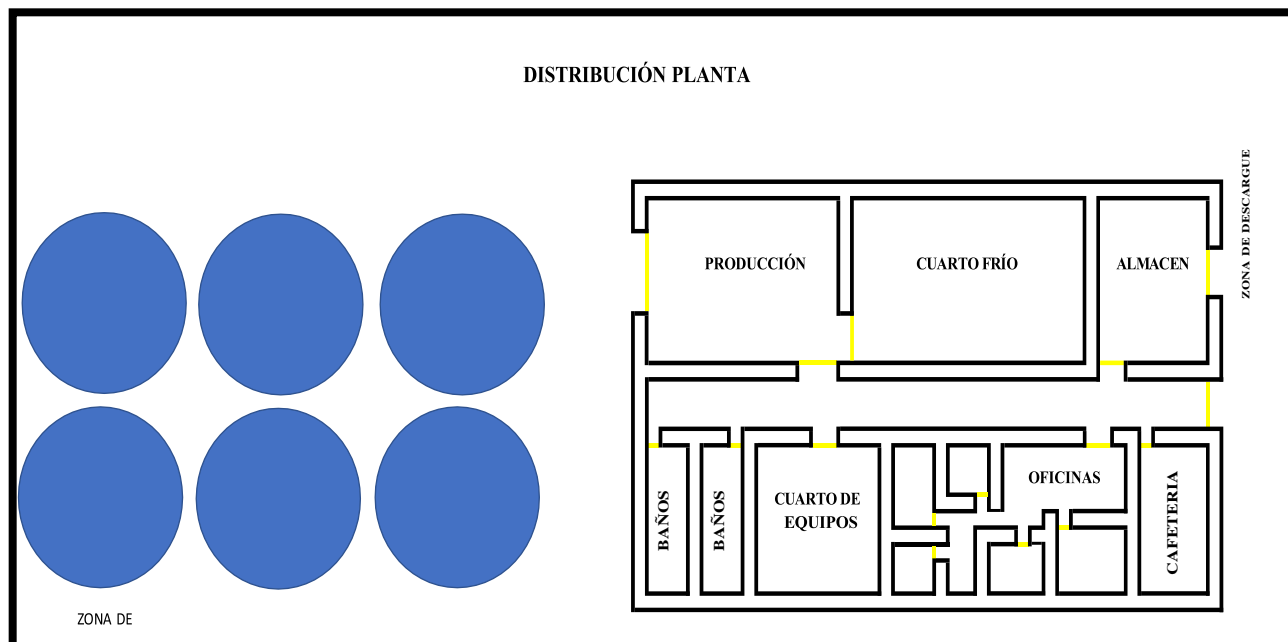 DISTRIBUCIÓN PLANTA
ZONA DE DESCARGUE
PRODUCCIÓN
CUARTO FRÍO
ALMACEN
BAÑOS
BAÑOS
CUARTO DE
EQUIPOS
OFICINAS
CAFETERIA
ZONA DE